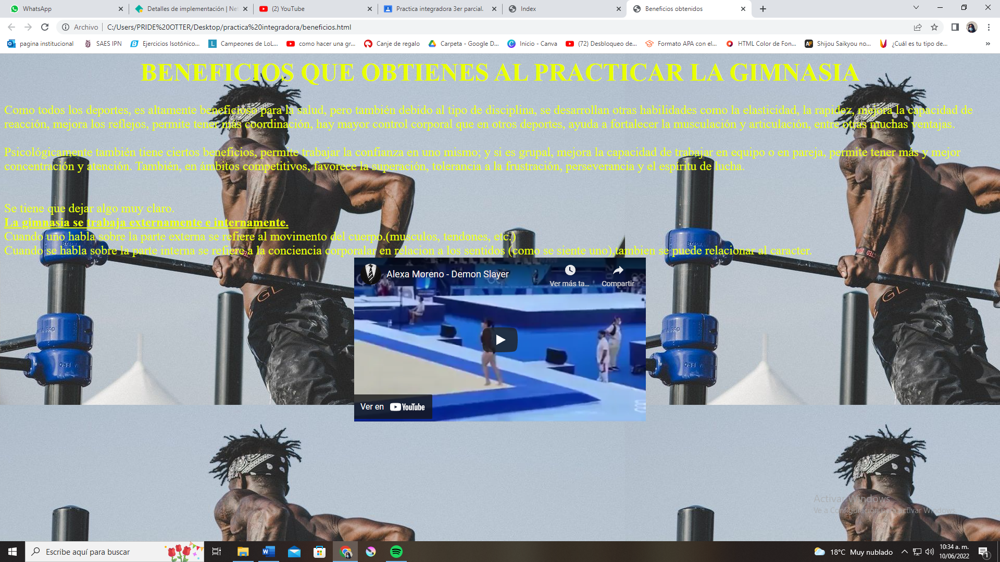 WhatsApp
Detalles de implementación | Net
(2) YouTube
Practica integradora 3er parcial.
Index
Beneficios obtenidos
Archivo
C:/Users/PRIDE%20OTTER/Desktop/practica%20integradora/beneficios.html
pagina institucional
SAES IPN
Ejercicios Isotónico...
Campeones de LoL...
como hacer una gr...
Canje de regalo
Carpeta - Google D...
Inicio - Canva
(72) Desbloqueo de...
Formato APA con el...
HTML Color de Fon...
Shijou Saikyou no...
¿Cuál es tu tipo de...
»
BENEFICIOS QUE OBTIENES AL PRACTICAR LA GIMNASIA
Como todos los deportes, es altamente beneficioso para la salud, pero también debido al tipo de disciplina, se desarrollan otras habilidades como la elasticidad, la rapidez, mejora la capacidad de
reacción, mejora los reflejos, permite tener más coordinación, hay mayor control corporal que en otros deportes, ayuda a fortalecer la musculación y articulación, entre otras muchas ventajas.
Psicológicamente también tiene ciertos beneficios, permite trabajar la confianza en uno mismo; y si es grupal, mejora la capacidad de trabajar en equipo o en pareja, permite tener más y mejor
concentración y atención. También, en ámbitos competitivos, favorece la superación, tolerancia a la frustración, perseverancia y el espíritu de lucha.
Se tiene que dejar algo muy claro.
La gimnasia se trabaja externamente e internamente.
Cuando uno habla sobre la parte externa se refiere al movimento del cuerpo.(musculos, tendones, etc.)
Cuando se habla sobre la parte interna se refiere a la conciencia corporalar en relacion a los sentidos (como se siente uno),tambien se puede relacionar al caracter.
Alexa Moreno - Demon Slayer
Ver más ta...
Compartir
Ver en YouTube
Activar Windows
Ve a Configuración para activar Windows.
Escribe aquí para buscar
18°C Muy nublado
10:34 a. m.
10/06/2022
1